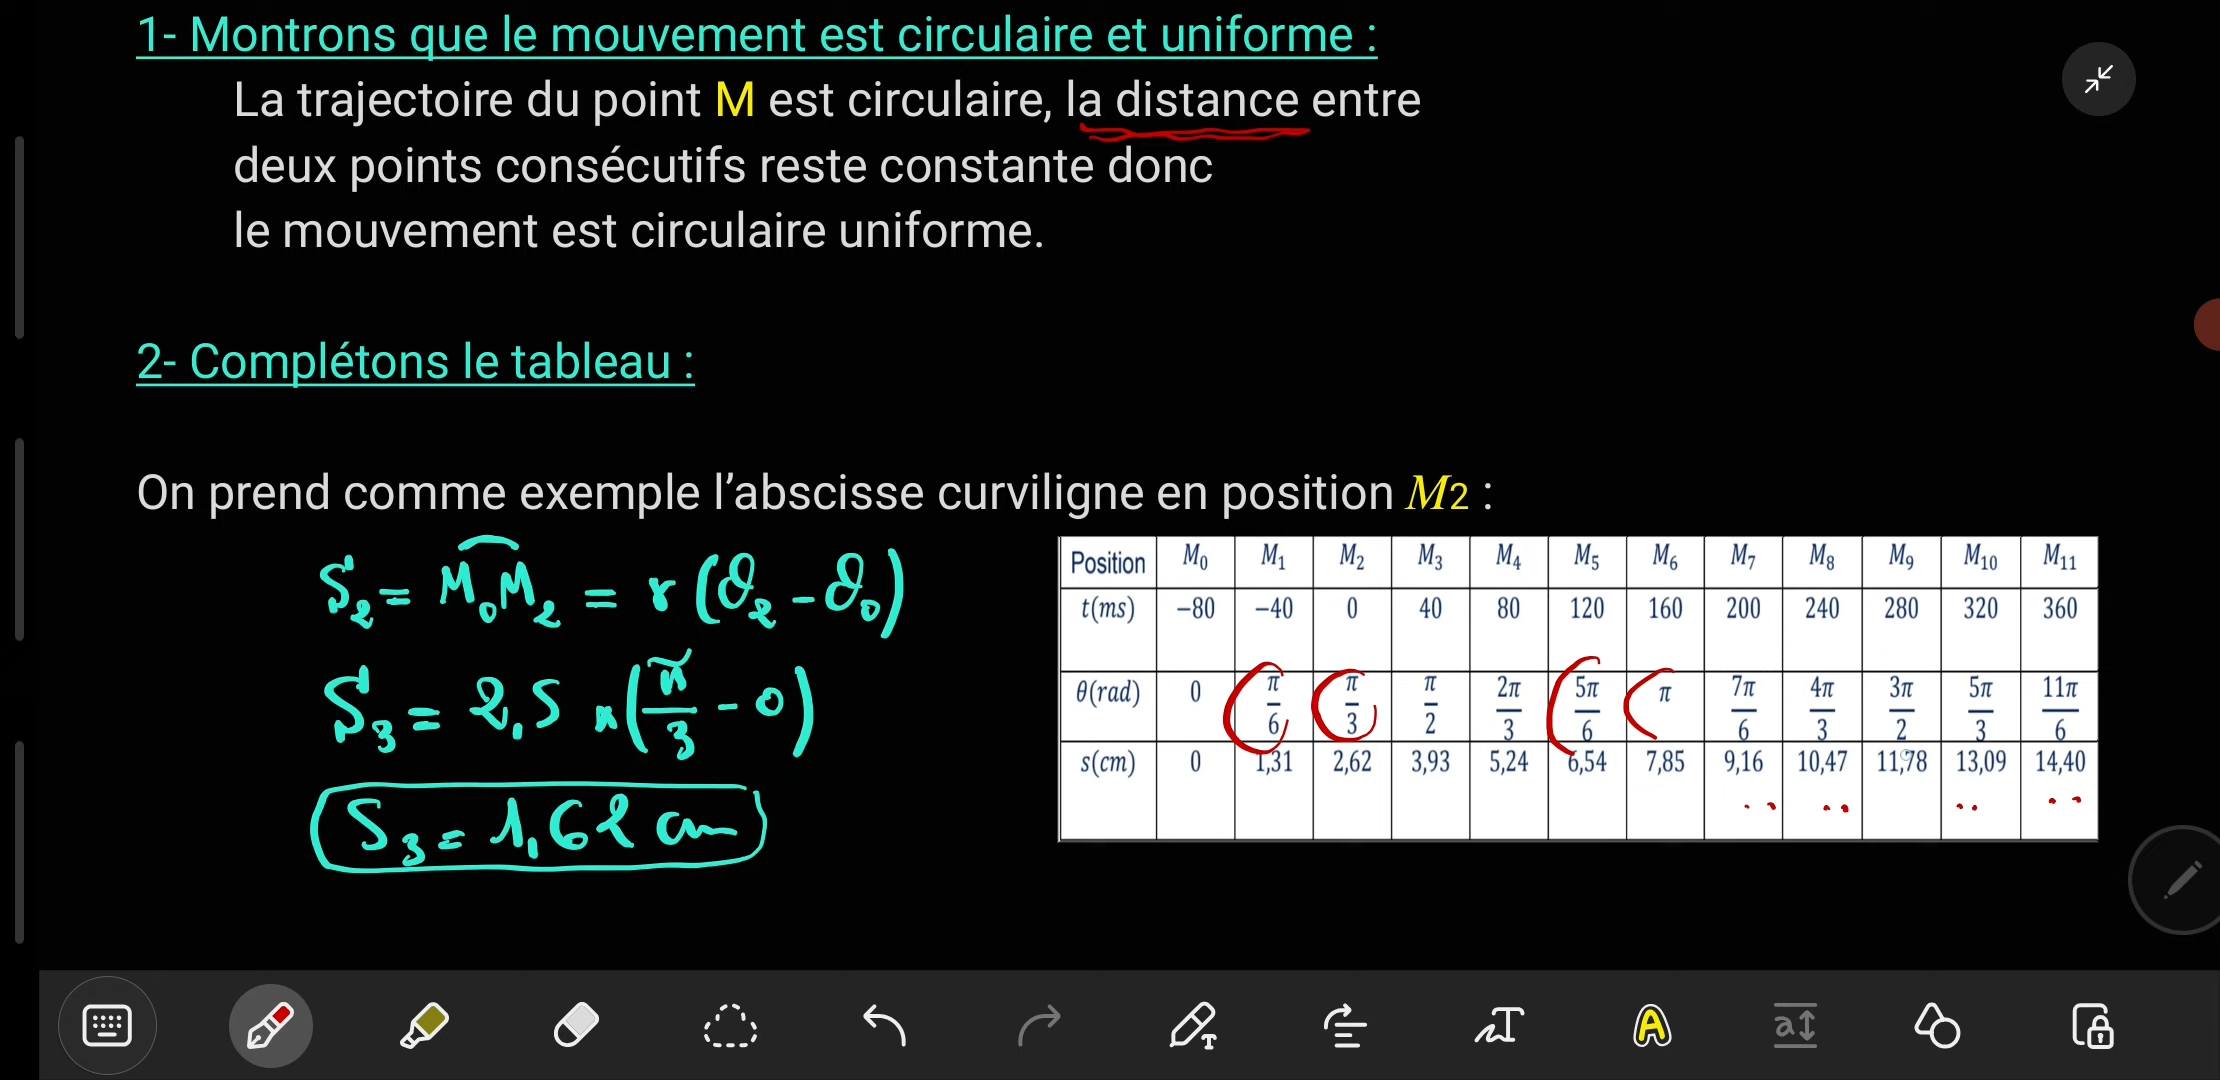 1- Montrons que le mouvement est circulaire et uniforme :
La trajectoire du point M est circulaire, la distance entre
deux points consécutifs reste constante donc
le mouvement est circulaire uniforme.
2- Complétons le tableau :
On prend comme exemple l’abscisse curviligne en position M2 :
S₂ = M₀M₂ = r (θ₂ - θ₀)
S₃ = 2,5 × (π/3 - 0)
S₃ = 1,62 cm
Position M₀ M₁ M₂ M₃ M₄ M₅ M₆ M₇ M₈ M₉ M₁₀ M₁₁
t(ms) −80 −40 0 40 80 120 160 200 240 280 320 360
θ(rad) 0 π/6 π/3 π/2 2π/3 5π/6 π 7π/6 4π/3 3π/2 5π/3 11π/6
s(cm) 0 1,31 2,62 3,93 5,24 6,54 7,85 9,16 10,47 11,78 13,09 14,40